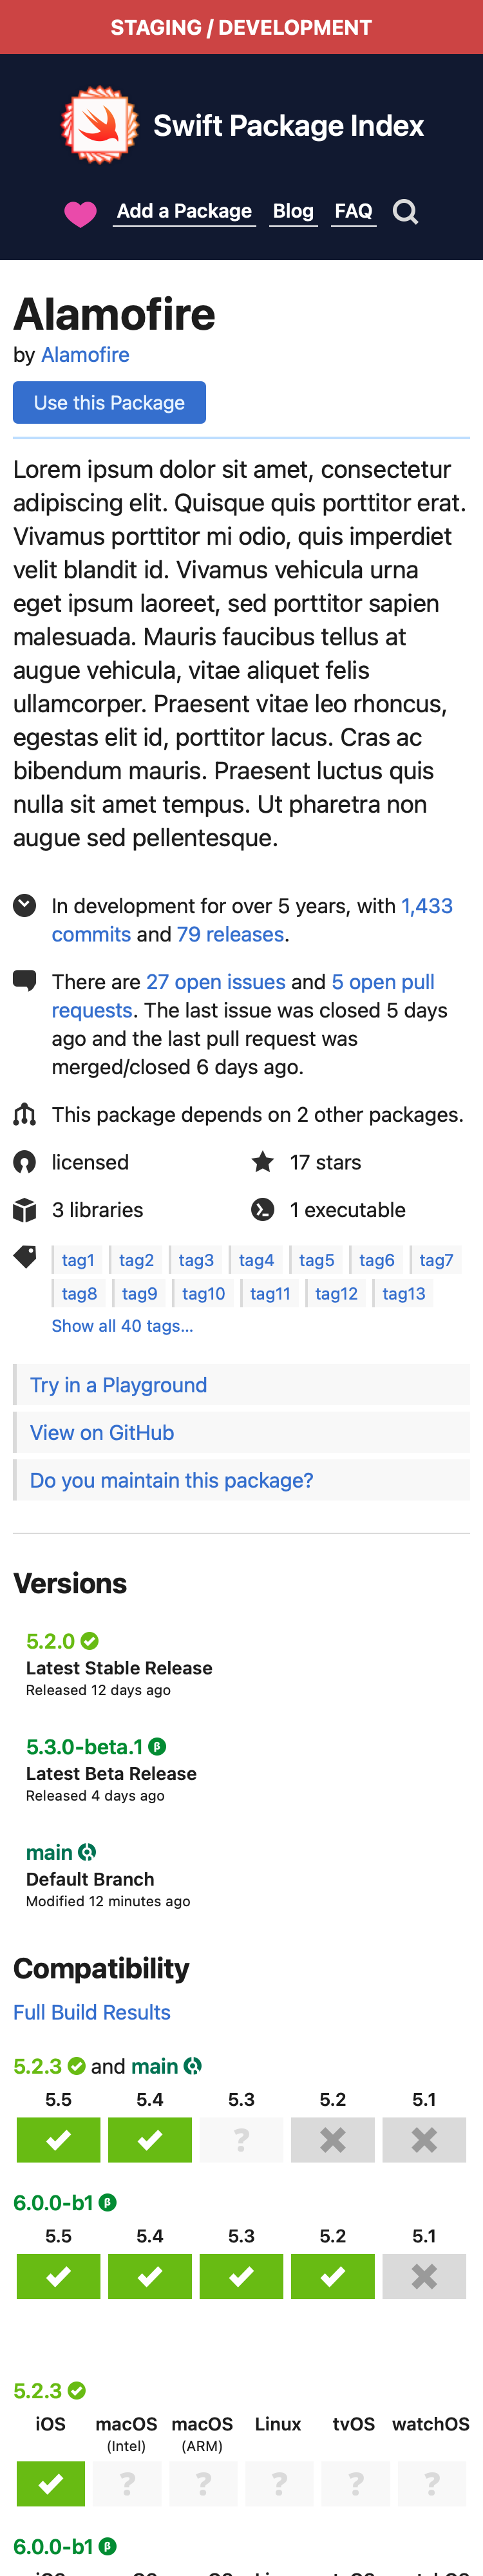 STAGING / DEVELOPMENT
Swift Package Index
Add a Package Blog FAQ
Alamofire
by Alamofire
Use this Package
Lorem ipsum dolor sit amet, consectetur
adipiscing elit. Quisque quis porttitor erat.
Vivamus porttitor mi odio, quis imperdiet
velit blandit id. Vivamus vehicula urna
eget ipsum laoreet, sed porttitor sapien
malesuada. Mauris faucibus tellus at
augue vehicula, vitae aliquet felis
ullamcorper. Praesent vitae leo rhoncus,
egestas elit id, porttitor lacus. Cras ac
bibendum mauris. Praesent luctus quis
nulla sit amet tempus. Ut pharetra non
augue sed pellentesque.
In development for over 5 years, with 1,433
commits and 79 releases.
There are 27 open issues and 5 open pull
requests. The last issue was closed 5 days
ago and the last pull request was
merged/closed 6 days ago.
This package depends on 2 other packages.
licensed 17 stars
3 libraries 1 executable
tag1 tag2 tag3 tag4 tag5 tag6 tag7
tag8 tag9 tag10 tag11 tag12 tag13
Show all 40 tags...
Try in a Playground
View on GitHub
Do you maintain this package?
Versions
5.2.0
Latest Stable Release
Released 12 days ago
5.3.0-beta.1 β
Latest Beta Release
Released 4 days ago
main
Default Branch
Modified 12 minutes ago
Compatibility
Full Build Results
5.2.3 and main
5.5 5.4 5.3 5.2 5.1
?
6.0.0-b1 β
5.5 5.4 5.3 5.2 5.1
5.2.3
iOS macOS macOS Linux tvOS watchOS
(Intel) (ARM)
? ? ? ? ?
6.0.0-b1 β